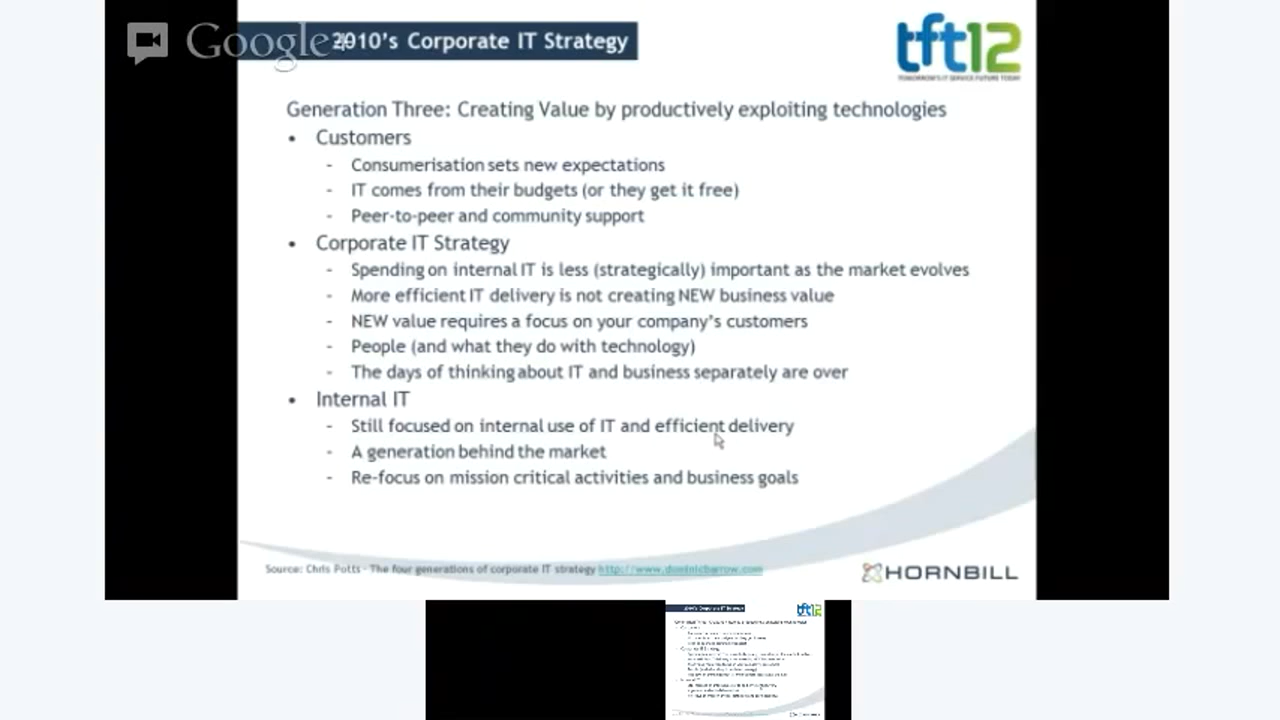 Google+
2010's Corporate IT Strategy
tft12
TOMORROW'S IT SERVICE FUTURE TODAY
Generation Three: Creating Value by productively exploiting technologies
• Customers
- Consumerisation sets new expectations
- IT comes from their budgets (or they get it free)
- Peer-to-peer and community support
• Corporate IT Strategy
- Spending on internal IT is less (strategically) important as the market evolves
- More efficient IT delivery is not creating NEW business value
- NEW value requires a focus on your company's customers
- People (and what they do with technology)
- The days of thinking about IT and business separately are over
• Internal IT
- Still focused on internal use of IT and efficient delivery
- A generation behind the market
- Re-focus on mission critical activities and business goals
Source: Chris Potts - The four generations of corporate IT strategy http://www.dominicbarrow.com
HORNBILL
tft12